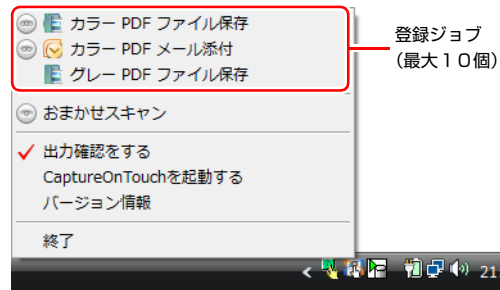 カラー PDF ファイル保存
カラー PDF メール添付
グレー PDF ファイル保存
登録ジョブ
(最大１０個)
おまかせスキャン
出力確認をする
CaptureOnTouchを起動する
バージョン情報
終了
21